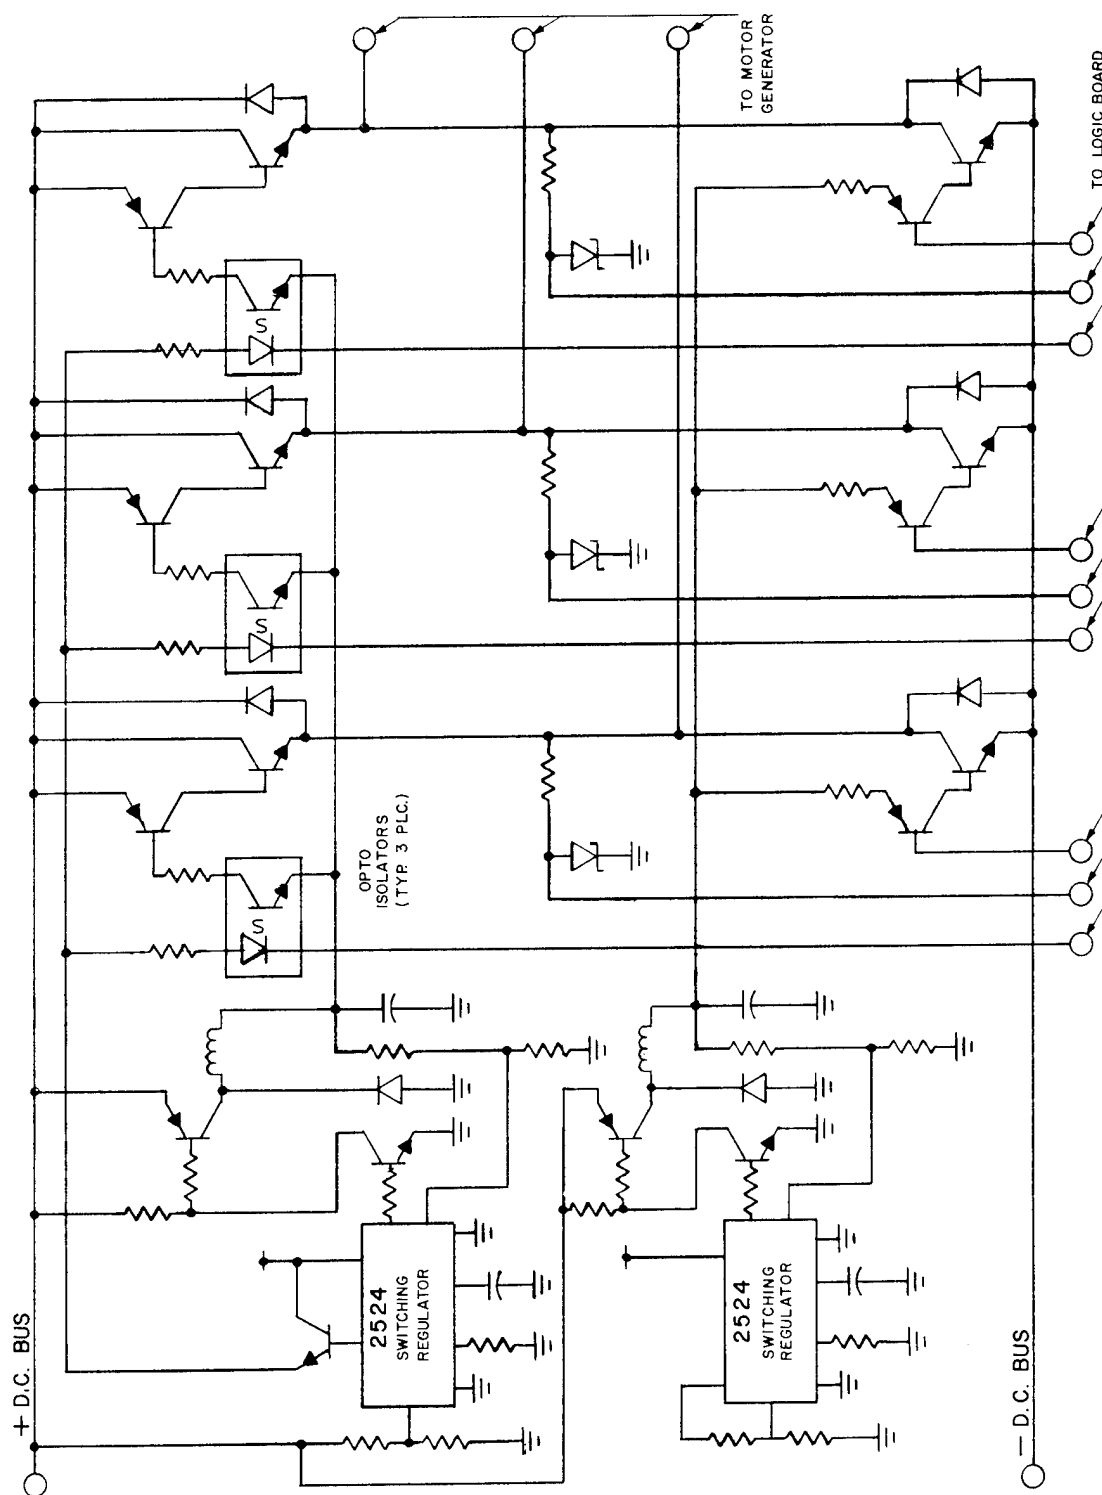 TO MOTOR
GENERATOR
TO LOGIC BOARD
S
S
OPTO
ISOLATORS
(TYP. 3 PLC.)
S
+ D.C. BUS
2524
SWITCHING
REGULATOR
2524
SWITCHING
REGULATOR
— D.C. BUS